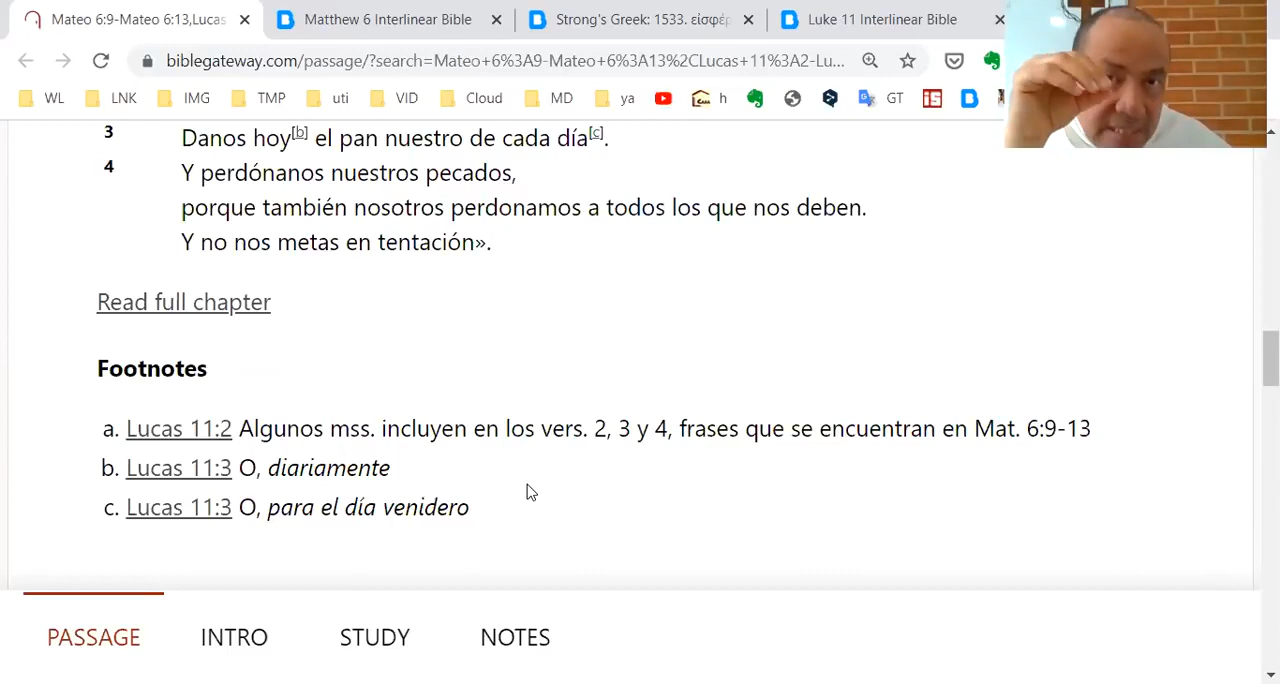 Mateo 6:9-Mateo 6:13,Lucas
Matthew 6 Interlinear Bible
Strong's Greek: 1533. εἰσφέρ
Luke 11 Interlinear Bible
biblegateway.com/passage/?search=Mateo+6%3A9-Mateo+6%3A13%2CLucas+11%3A2-Lu...
WL LNK IMG TMP uti VID Cloud MD ya h GT
3 Danos hoy[b] el pan nuestro de cada día[c].
4 Y perdónanos nuestros pecados,
porque también nosotros perdonamos a todos los que nos deben.
Y no nos metas en tentación».
Read full chapter
Footnotes
a. Lucas 11:2 Algunos mss. incluyen en los vers. 2, 3 y 4, frases que se encuentran en Mat. 6:9-13
b. Lucas 11:3 O, diariamente
c. Lucas 11:3 O, para el día venidero
PASSAGE INTRO STUDY NOTES